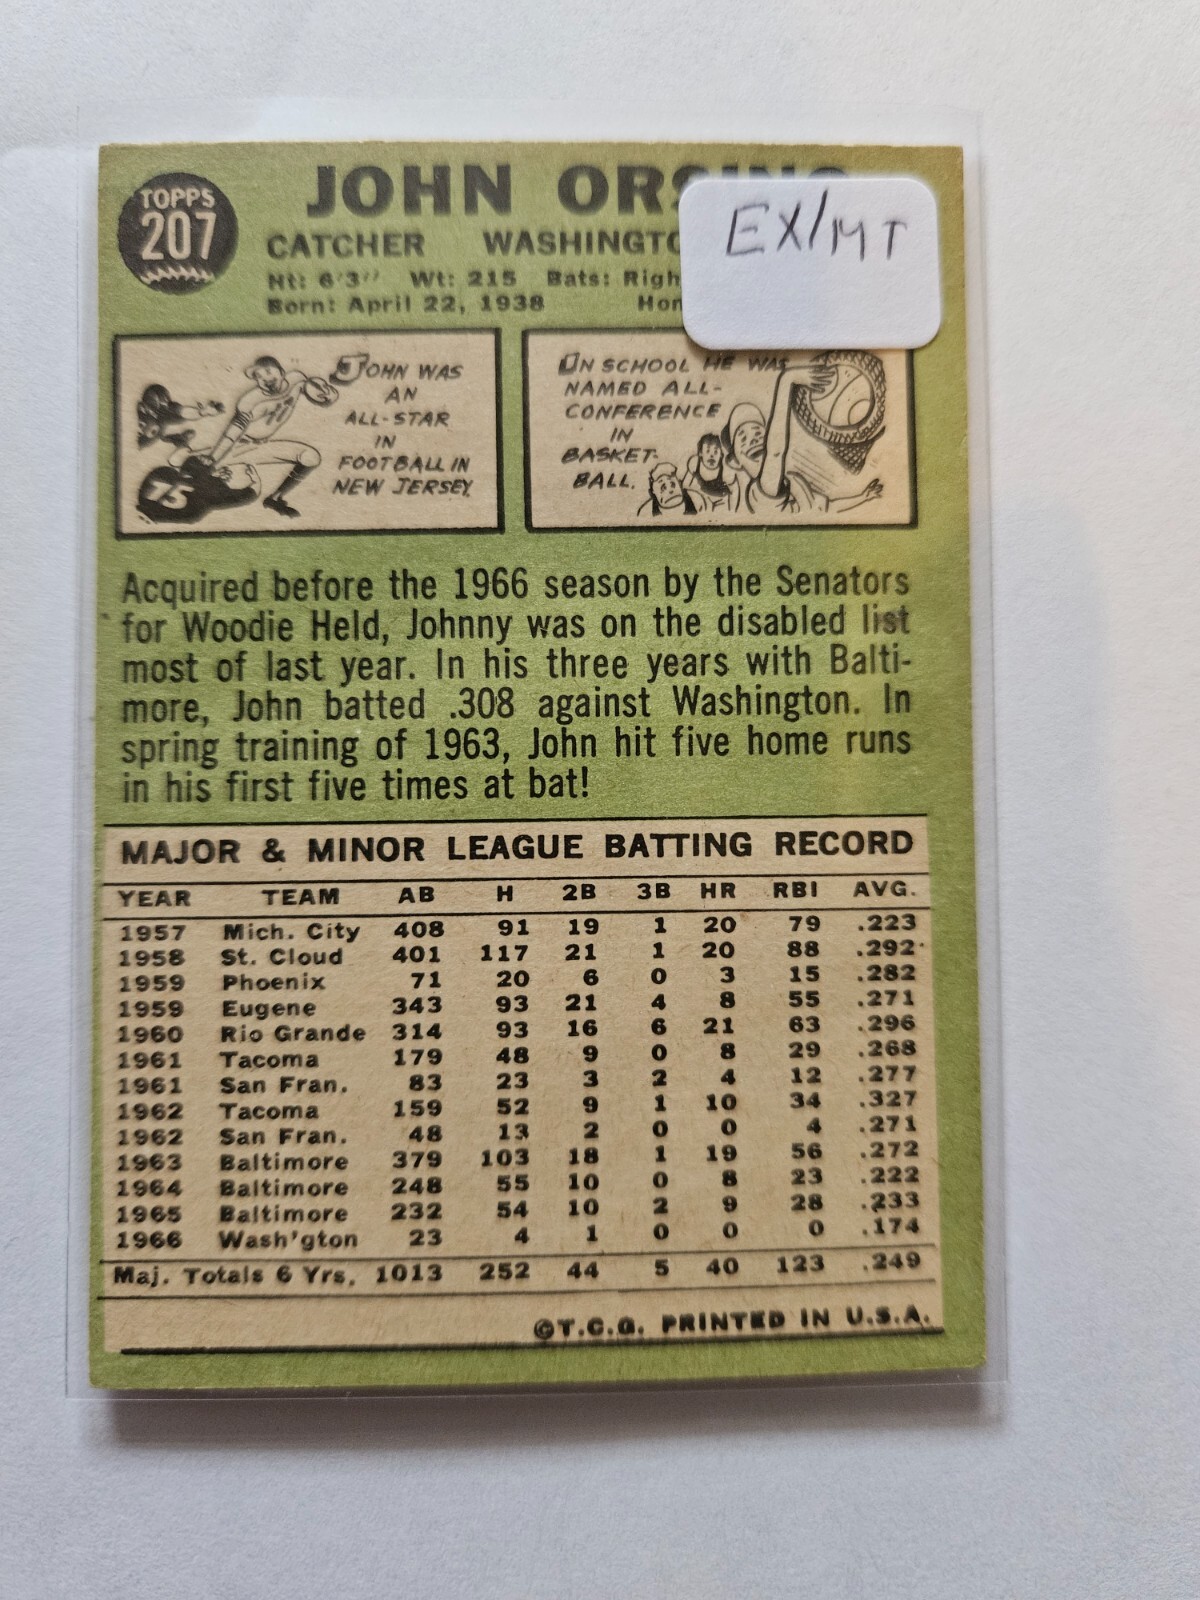 TOPPS
207
JOHN
EX/MT
CATCHER
Ht: 6'3" Wt: 215 Bats:
Born: April 22, 1938
JOHN WAS
AN
ALL-STAR
IN
FOOTBALL IN
NEW JERSEY.
75
IN SCHOOL HE WAS
NAMED ALL-
CONFERENCE
IN
BASKET-
BALL.
Acquired before the 1966 season by the Senators
for Woodie Held, Johnny was on the disabled list
most of last year. In his three years with Balti-
more, John batted .308 against Washington. In
spring training of 1963, John hit five home runs
in his first five times at bat!
MAJOR & MINOR LEAGUE BATTING RECORD
YEAR TEAM AB H 2B 3B HR RBI AVG.
1957 Mich. City 408 91 19 1 20 79 .223
1958 St. Cloud 401 117 21 1 20 88 .292
1959 Phoenix 71 20 6 0 3 15 .282
1959 Eugene 343 93 21 4 8 55 .271
1960 Rio Grande 314 93 16 6 21 63 .296
1961 Tacoma 179 48 9 0 8 29 .268
1961 San Fran. 83 23 3 2 4 12 .277
1962 Tacoma 159 52 9 1 10 34 .327
1962 San Fran. 48 13 2 0 0 4 .271
1963 Baltimore 379 103 18 1 19 56 .272
1964 Baltimore 248 55 10 0 8 23 .222
1965 Baltimore 232 54 10 2 9 28 .233
1966 Wash'gton 23 4 1 0 0 0 .174
Maj. Totals 6 Yrs. 1013 252 44 5 40 123 .249
©T.C.G. PRINTED IN U.S.A.